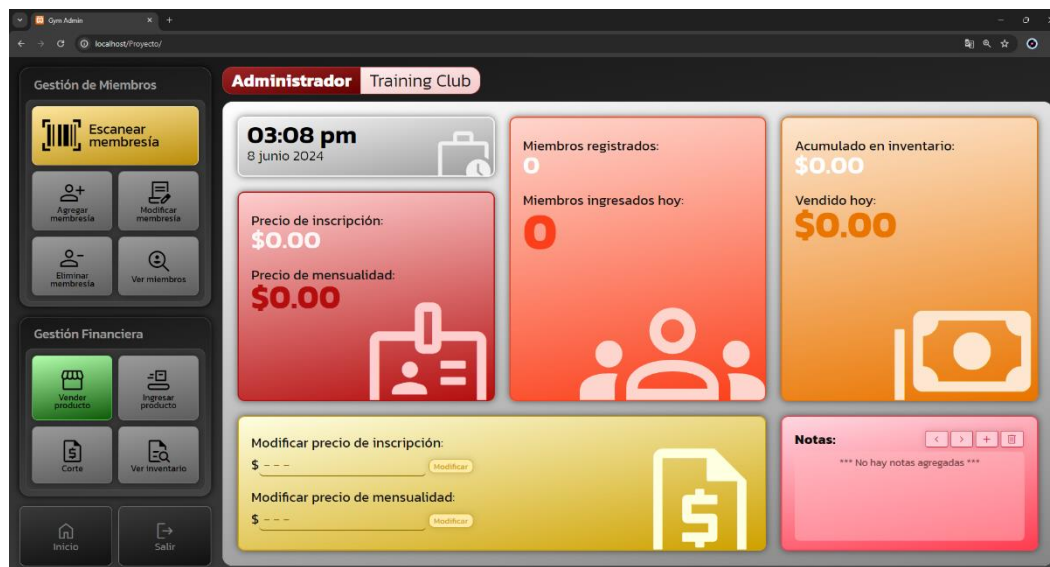 Gym Admin
localhost/Proyecto/
Gestión de Miembros
Escanear
membresía
Agregar
membresía
Modificar
membresía
Eliminar
membresía
Ver miembros
Gestión Financiera
Vender
producto
Ingresar
producto
Corte
Ver inventario
Inicio
Salir
Administrador
Training Club
03:08 pm
8 junio 2024
Precio de inscripción:
$0.00
Precio de mensualidad:
$0.00
Miembros registrados:
0
Miembros ingresados hoy:
0
Acumulado en inventario:
$0.00
Vendido hoy:
$0.00
Modificar precio de inscripción:
$ ---
Modificar
Modificar precio de mensualidad:
$ ---
Modificar
Notas:
*** No hay notas agregadas ***